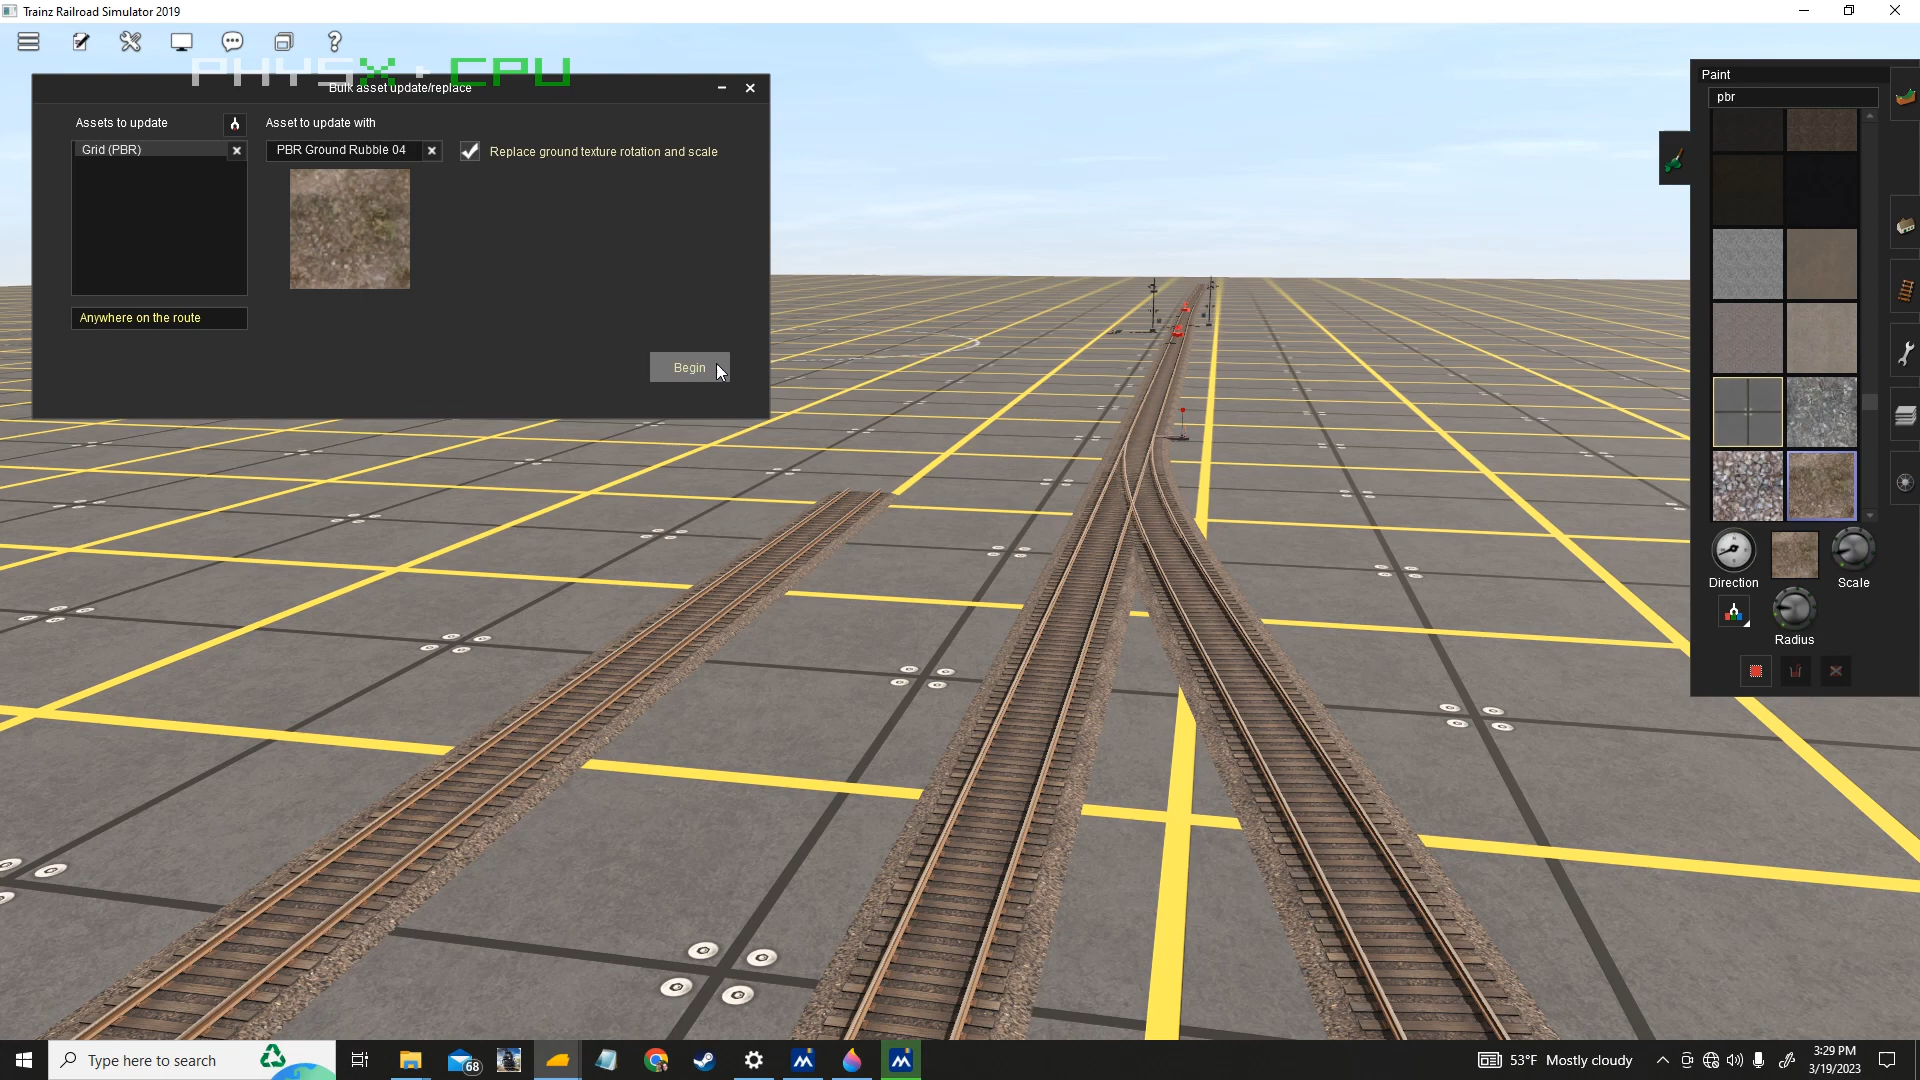 Trainz Railroad Simulator 2019
PHYSX + CPU
Bulk asset update/replace
Assets to update
Asset to update with
Grid (PBR)
PBR Ground Rubble 04
Replace ground texture rotation and scale
Anywhere on the route
Begin
Paint
pbr
Direction
Scale
Radius
Type here to search
68
53°F Mostly cloudy
3:29 PM
3/19/2023